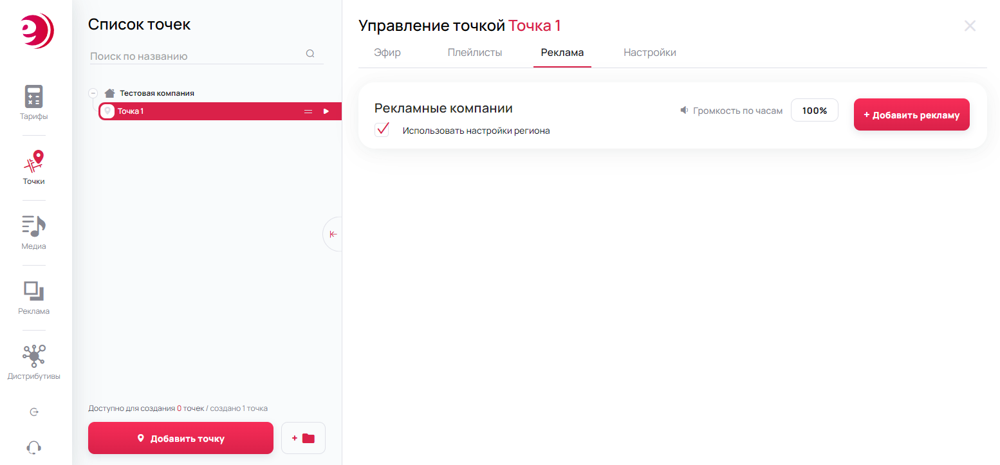 Тарифы
Точки
Медиа
Реклама
Дистрибутивы
Список точек
Поиск по названию
Тестовая компания
Точка 1
Доступно для создания 0 точек / создано 1 точка
Добавить точку
+
Управление точкой Точка 1
Эфир Плейлисты Реклама Настройки
Рекламные компании
Использовать настройки региона
Громкость по часам 100%
+ Добавить рекламу